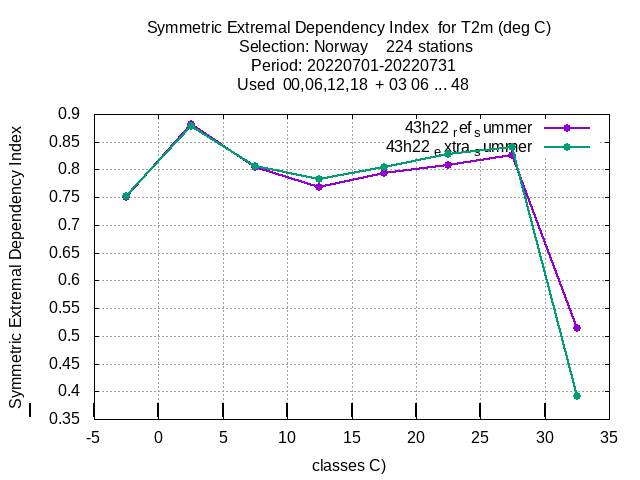 Symmetric Extremal Dependency Index  for T2m (deg C)
Selection: Norway    224 stations
Period: 20220701-20220731
Used  00,06,12,18  + 03 06 ... 48
Symmetric Extremal Dependency Index
0.9
0.85
0.8
0.75
0.7
0.65
0.6
0.55
0.5
0.45
0.4
0.35
43h22 ref summer
43h22 extra summer
-5 0 5 10 15 20 25 30 35
classes C)